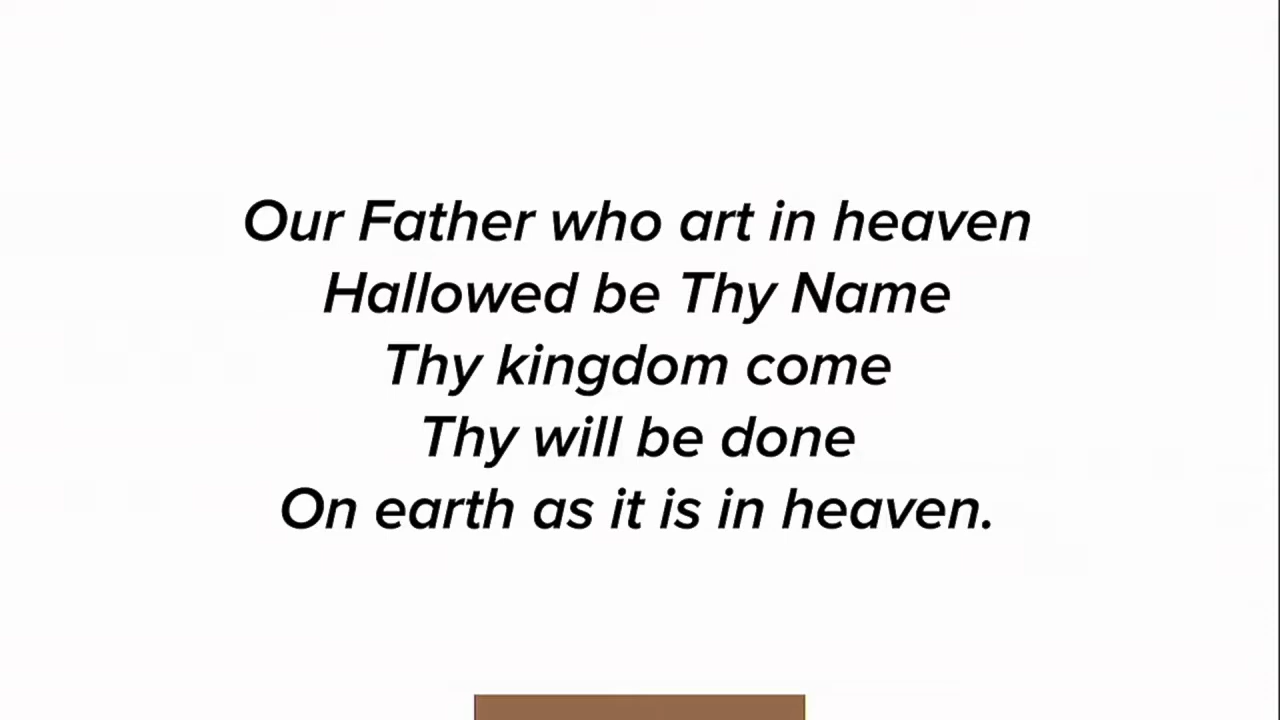 Our Father who art in heaven
Hallowed be Thy Name
Thy kingdom come
Thy will be done
On earth as it is in heaven.